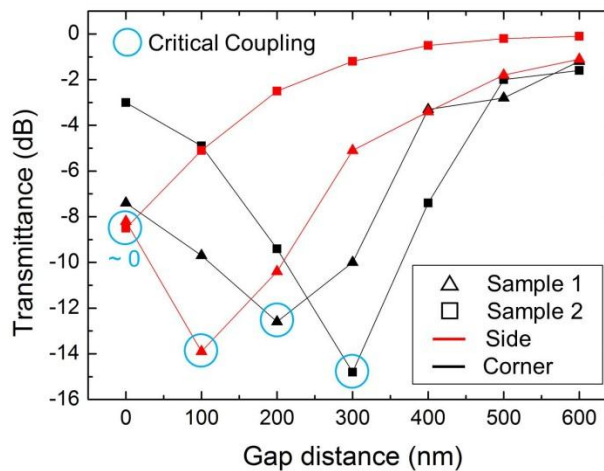 Critical Coupling
0
-2
-4
-6
-8
-10
-12
-14
-16
Transmittance (dB)
~ 0
Sample 1
Sample 2
Side
Corner
0 100 200 300 400 500 600
Gap distance (nm)